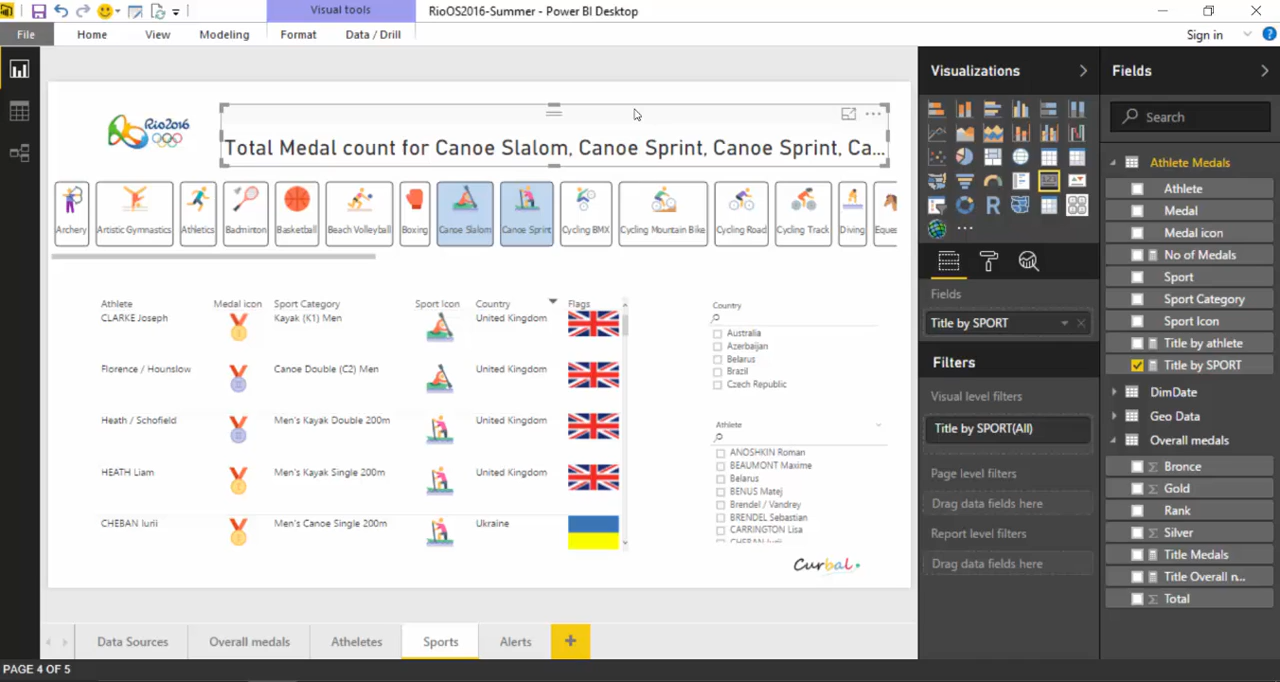 Visual tools
RioOS2016-Summer - Power BI Desktop
File
Home
View
Modeling
Format
Data / Drill
Sign in
Rio2016
Total Medal count for Canoe Slalom, Canoe Sprint, Canoe Sprint, Ca...
Archery
Artistic Gymnastics
Athletics
Badminton
Basketball
Beach Volleyball
Boxing
Canoe Slalom
Canoe Sprint
Cycling BMX
Cycling Mountain Bike
Cycling Road
Cycling Track
Diving
Eques
Athlete Medal icon Sport Category Sport Icon Country Flags
CLARKE Joseph Kayak (K1) Men United Kingdom
Florence / Hounslow Canoe Double (C2) Men United Kingdom
Heath / Schofield Men's Kayak Double 200m United Kingdom
HEATH Liam Men's Kayak Single 200m United Kingdom
CHEBAN Iurii Men's Canoe Single 200m Ukraine
Country
Australia
Azerbaijan
Belarus
Brazil
Czech Republic
Athlete
ANOSHKIN Roman
BEAUMONT Maxime
Belarus
BENUS Matej
Brendel / Vandrey
BRENDEL Sebastian
CARRINGTON Lisa
CHEBAN Iurii
Curbal
Data Sources
Overall medals
Atheletes
Sports
Alerts
PAGE 4 OF 5
Visualizations
R
Fields
Title by SPORT
Filters
Visual level filters
Title by SPORT(All)
Page level filters
Drag data fields here
Report level filters
Drag data fields here
Fields
Search
Athlete Medals
Athlete
Medal
Medal icon
No of Medals
Sport
Sport Category
Sport Icon
Title by athlete
Title by SPORT
DimDate
Geo Data
Overall medals
Σ Bronce
Σ Gold
Rank
Σ Silver
Title Medals
Title Overall n...
Σ Total